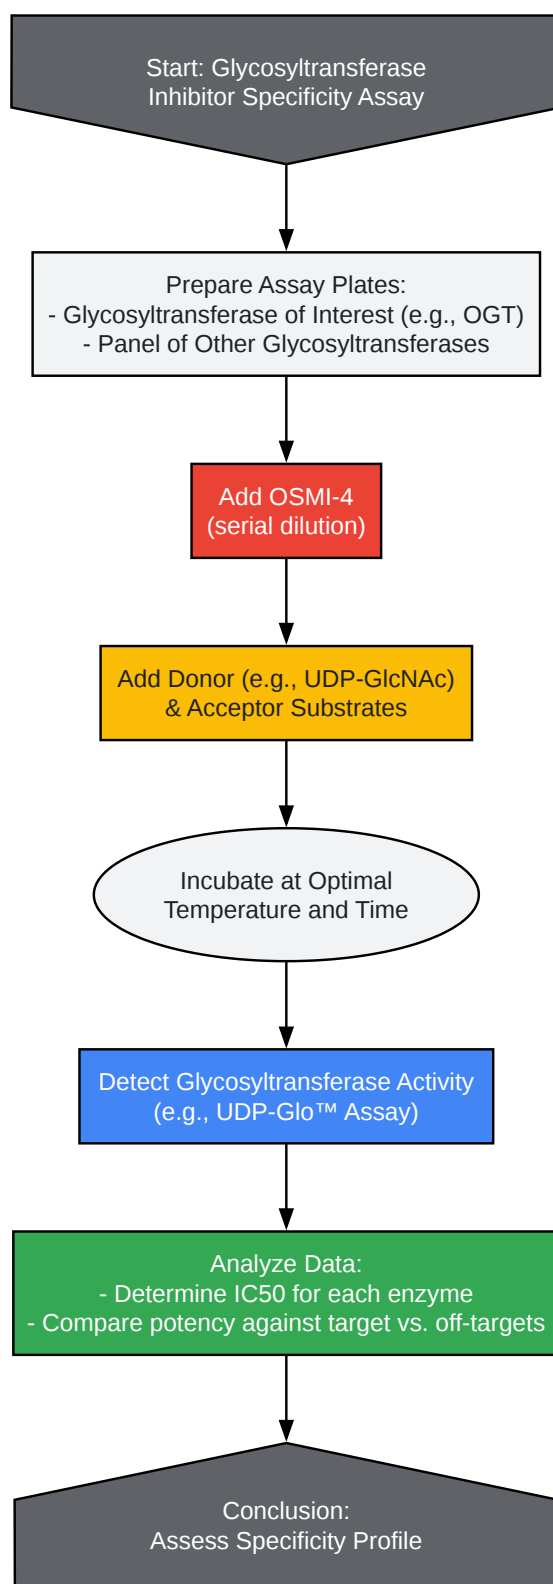 Start: Glycosyltransferase
Inhibitor Specificity Assay
Prepare Assay Plates:
- Glycosyltransferase of Interest (e.g., OGT)
- Panel of Other Glycosyltransferases
Add OSMI-4
(serial dilution)
Add Donor (e.g., UDP-GlcNAc)
& Acceptor Substrates
Incubate at Optimal
Temperature and Time
Detect Glycosyltransferase Activity
(e.g., UDP-Glo™ Assay)
Analyze Data:
- Determine IC50 for each enzyme
- Compare potency against target vs. off-targets
Conclusion:
Assess Specificity Profile